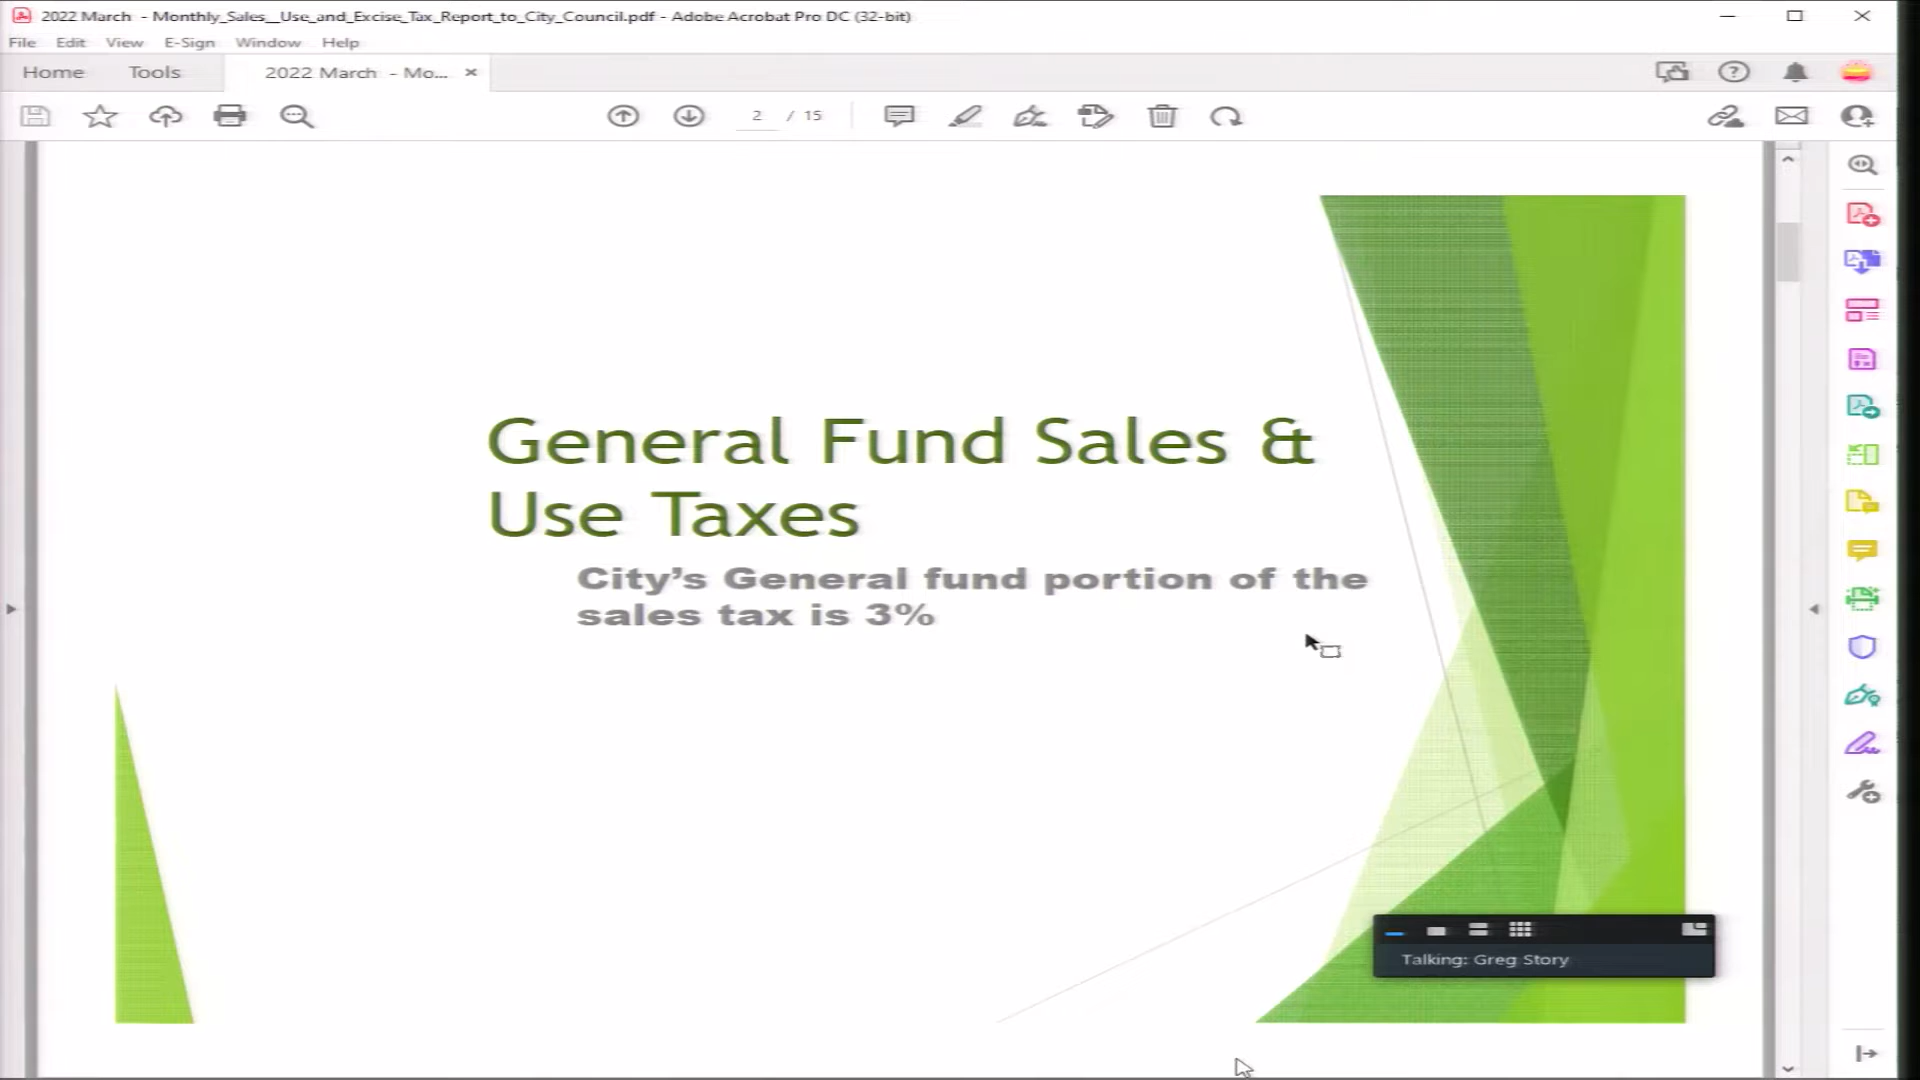 2022 March - Monthly_Sales__Use_and_Excise_Tax_Report_to_City_Council.pdf - Adobe Acrobat Pro DC (32-bit)
File Edit View E-Sign Window Help
Home Tools 2022 March - Mo...
2 / 15
General Fund Sales &
Use Taxes
City's General fund portion of the
sales tax is 3%
Talking: Greg Story